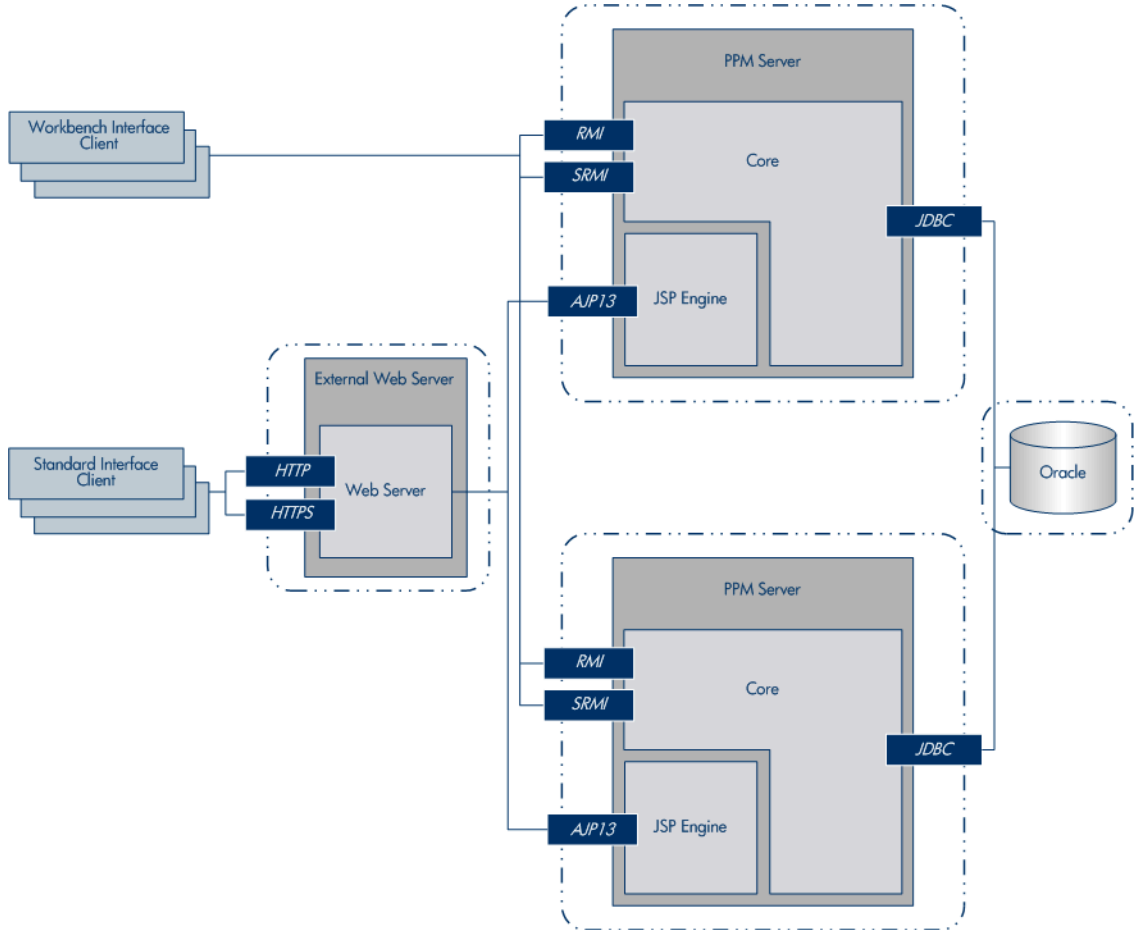 PPM Server
Workbench Interface
Client
RMI
Core
SRMI
JDBC
AJP13
JSP Engine
External Web Server
Standard Interface
Client
HTTP
Web Server
HTTPS
Oracle
PPM Server
RMI
Core
SRMI
JDBC
AJP13
JSP Engine